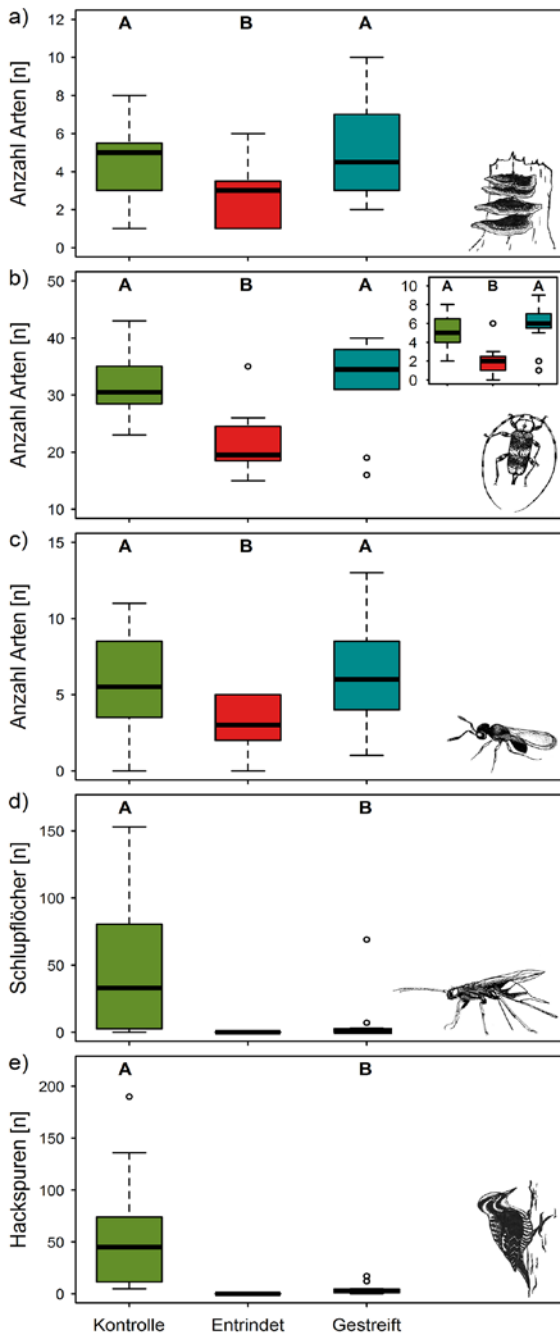 a)
A B A
Anzahl Arten [n]
12
10
8
6
4
2
0
b)
A B A
Anzahl Arten [n]
50
40
30
20
10
A B A
10
8
6
4
2
0
c)
A B A
Anzahl Arten [n]
15
10
5
0
d)
A B
Schlupflöcher [n]
150
100
50
0
e)
A B
Hackspuren [n]
200
150
100
50
0
Kontrolle Entrindet Gestreift